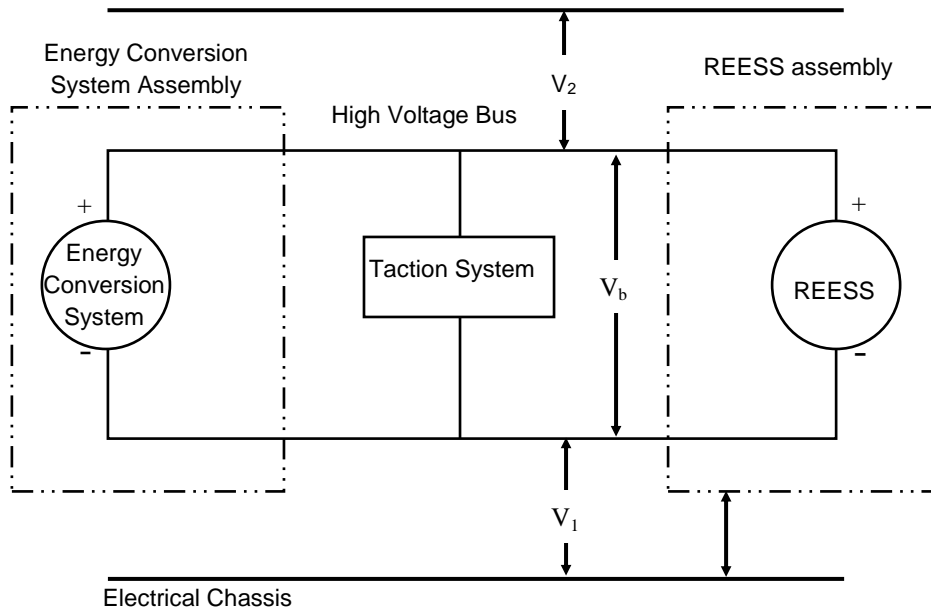 Energy Conversion
System Assembly
V2
REESS assembly
High Voltage Bus
+
+
Energy
Conversion
System
Taction System
Vb
REESS
-
-
V1
Electrical Chassis